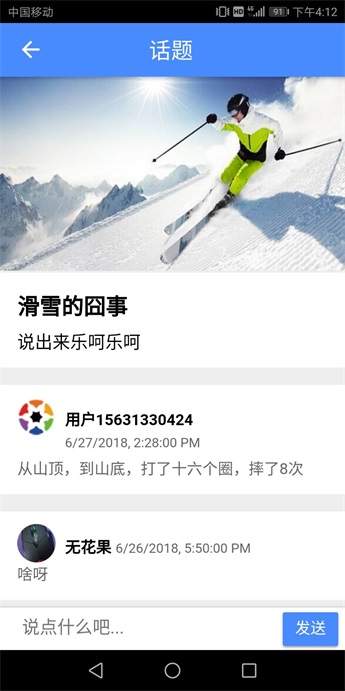 中国移动 HD 4G 91 下午4:12
话题
滑雪的囧事
说出来乐呵乐呵
用户15631330424
6/27/2018, 2:28:00 PM
从山顶，到山底，打了十六个圈，摔了8次
无花果 6/26/2018, 5:50:00 PM
啥呀
说点什么吧...
发送